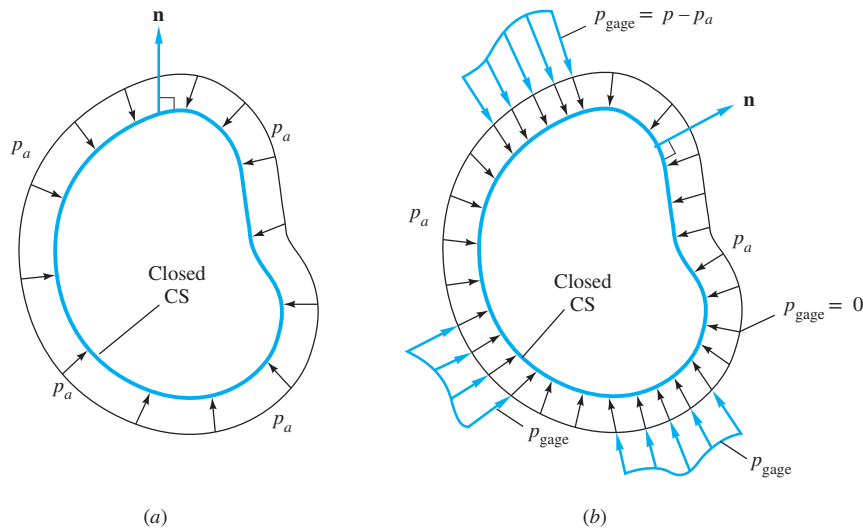 n
p_a
p_a
Closed
CS
p_a
p_a
(a)
p_gage = p – p_a
n
p_a
p_a
Closed
CS
p_gage = 0
p_gage
p_gage
(b)